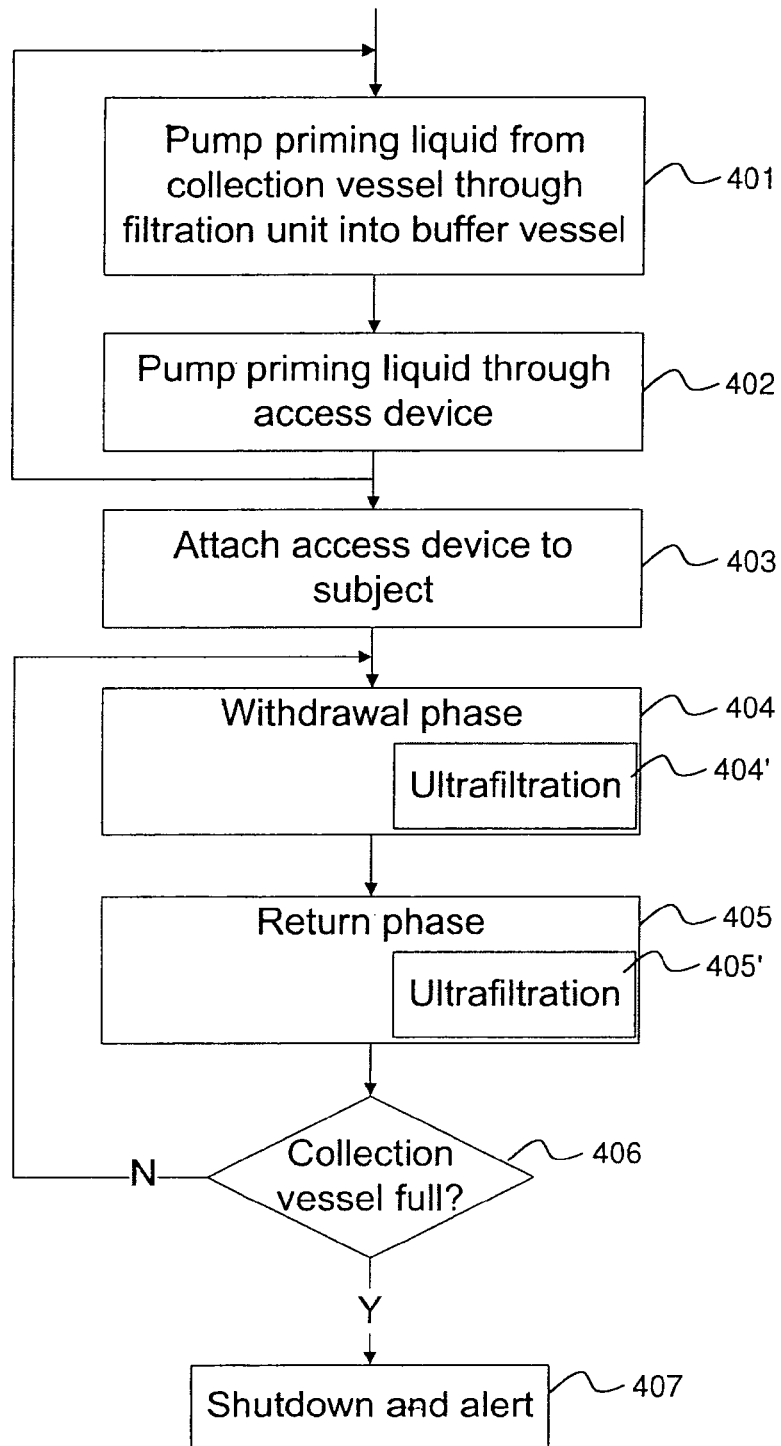 Pump priming liquid from
collection vessel through
filtration unit into buffer vessel
401
Pump priming liquid through
access device
402
Attach access device to
subject
403
Withdrawal phase
404
Ultrafiltration
404'
Return phase
405
Ultrafiltration
405'
Collection
vessel full?
406
N
Y
Shutdown and alert
407